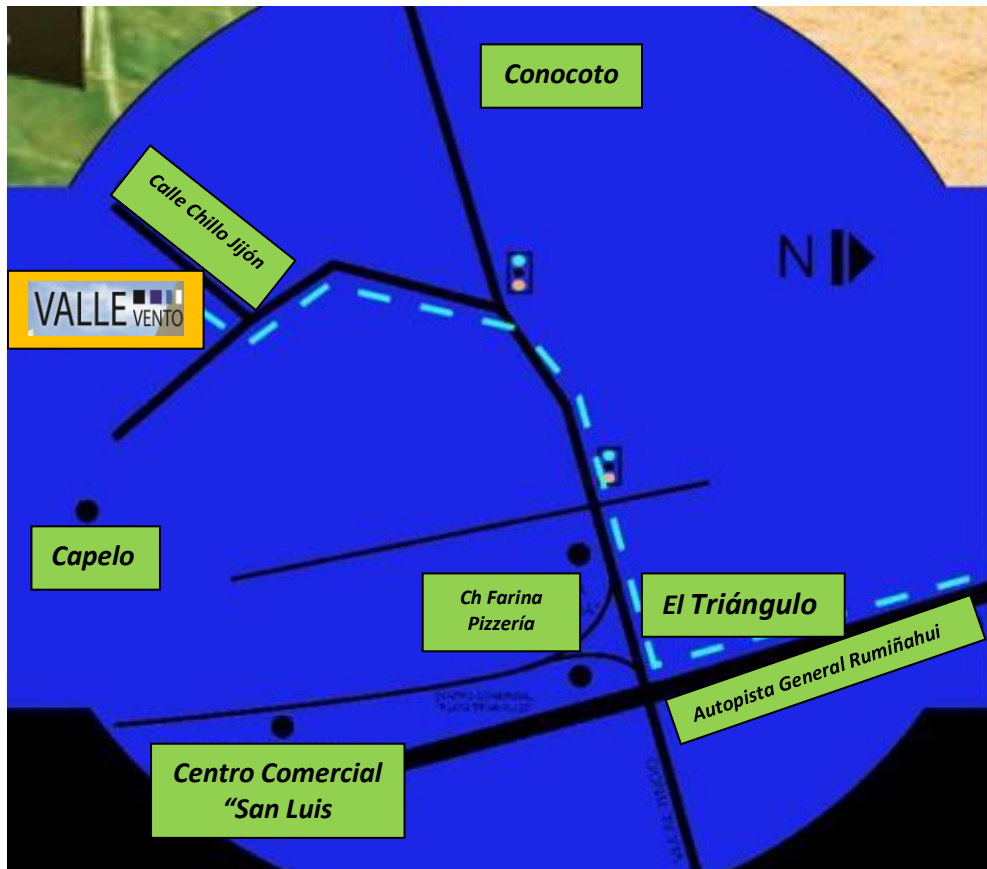 Conocoto
Calle Chillo Jijón
N
VALLE VENTO
Capelo
Ch Farina
Pizzería
El Triángulo
Autopista General Rumiñahui
Centro Comercial
“San Luis